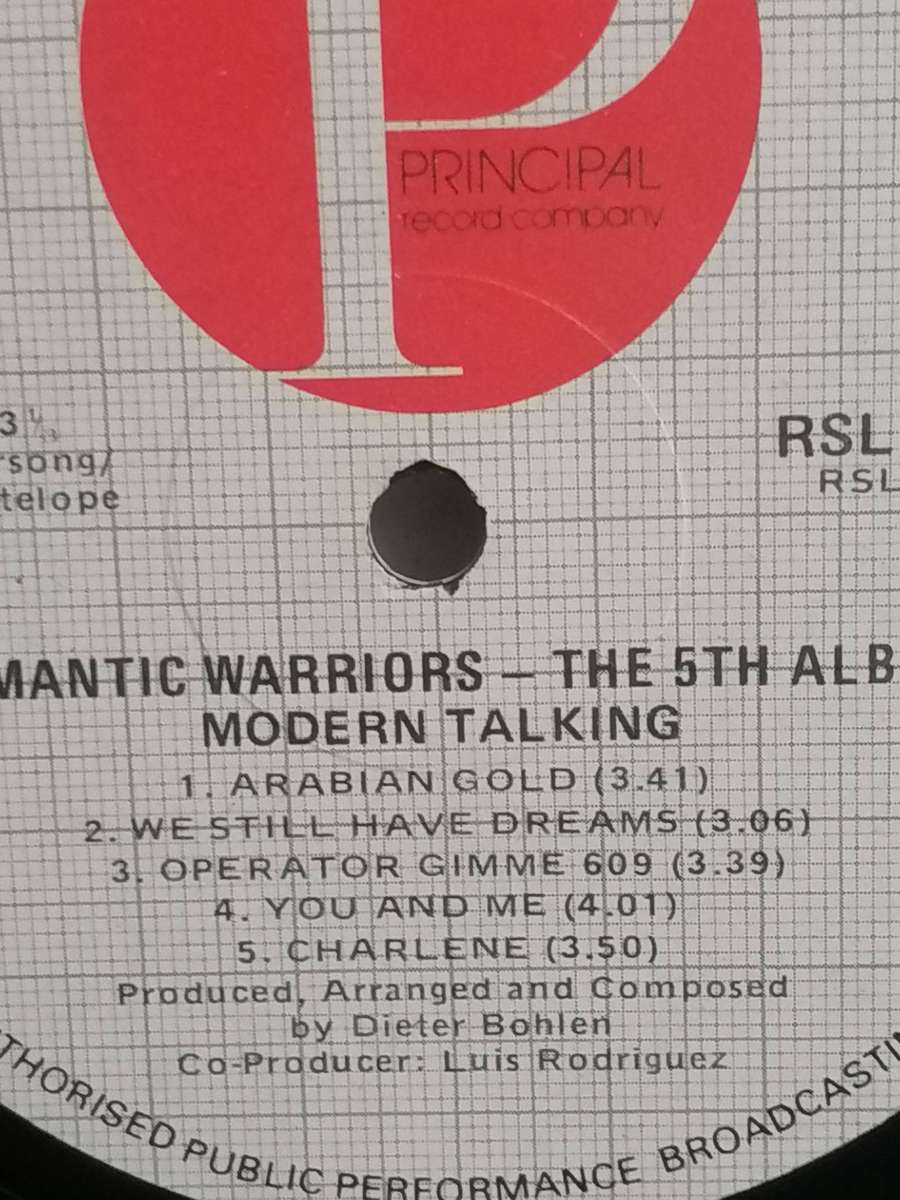 P
PRINCIPAL
record company
3⅓
rsong/
telope
RSL
RSL
MANTIC WARRIORS – THE 5TH ALB
MODERN TALKING
1. ARABIAN GOLD (3.41)
2. WE STILL HAVE DREAMS (3.06)
3. OPERATOR GIMME 609 (3.39)
4. YOU AND ME (4.01)
5. CHARLENE (3.50)
Produced, Arranged and Composed
by Dieter Bohlen
Co-Producer: Luis Rodriguez
THORISED PUBLIC PERFORMANCE BROADCASTI